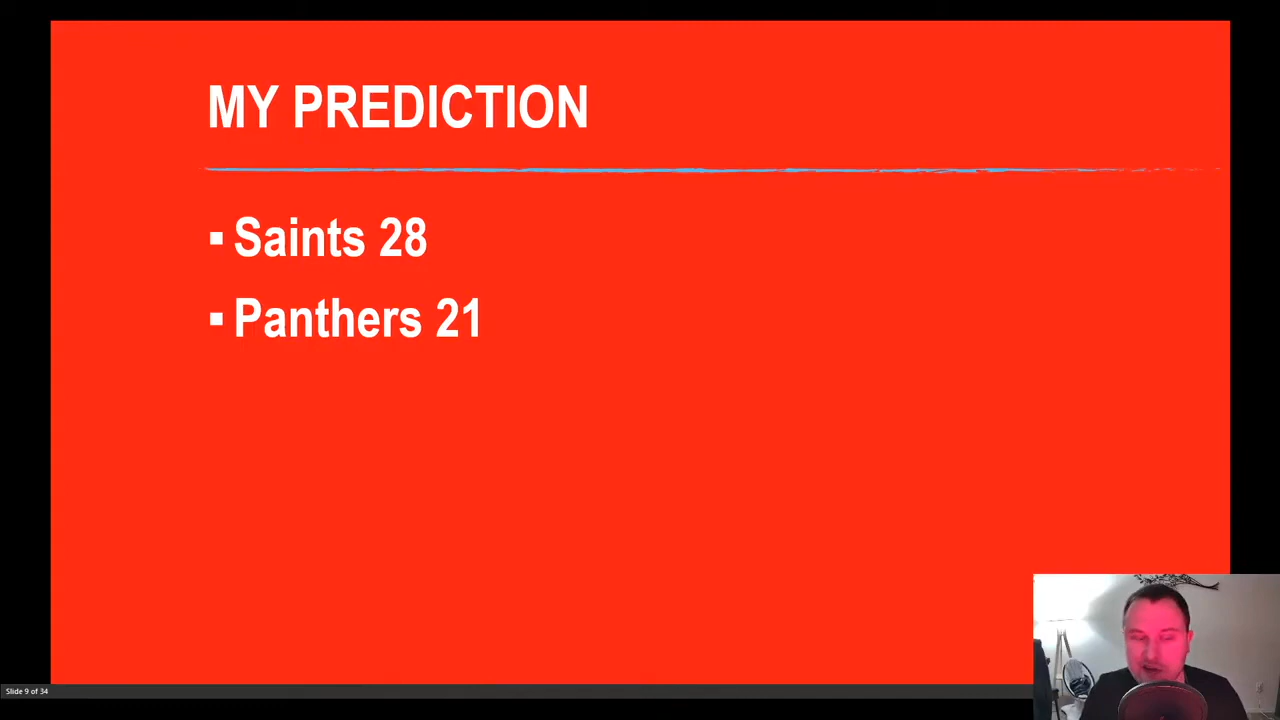 MY PREDICTION
▪ Saints 28
▪ Panthers 21
Slide 9 of 34